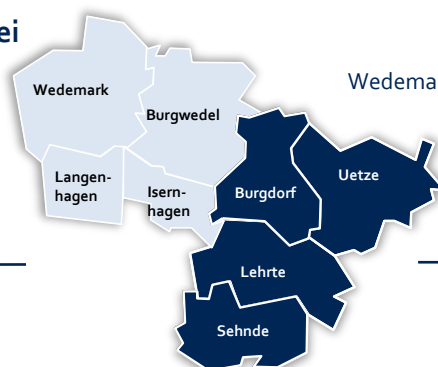 ei
Wedema
Wedemark
Burgwedel
Langen-
hagen
Isern-
hagen
Burgdorf
Uetze
Lehrte
Sehnde